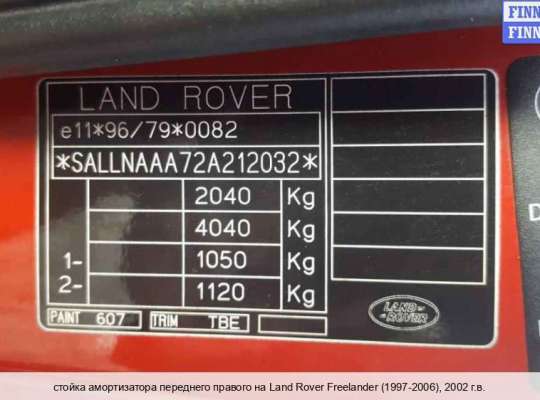 FINN
FINN
LAND ROVER
e11*96/79*0082
*SALLNAAA72A212032*
2040 Kg
4040 Kg
1- 1050 Kg
2- 1120 Kg
PAINT 607 TRIM TBE
LAND-
-ROVER
D
стойка амортизатора переднего правого на Land Rover Freelander (1997-2006), 2002 г.в.